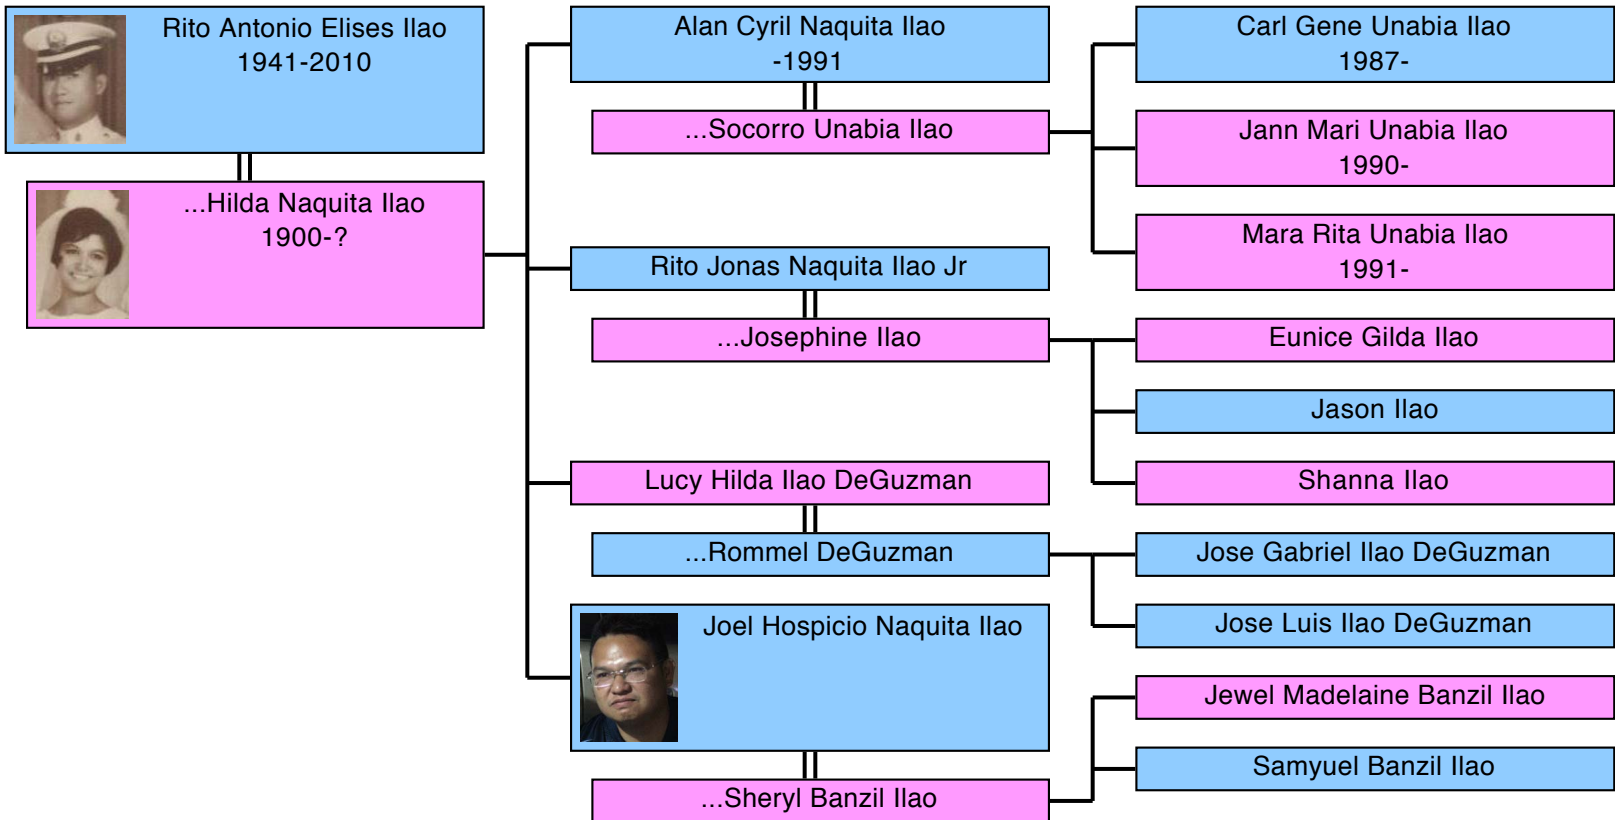 Rito Antonio Elises Ilao
1941-2010
...Hilda Naquita Ilao
1900-?
Alan Cyril Naquita Ilao
-1991
...Socorro Unabia Ilao
Rito Jonas Naquita Ilao Jr
...Josephine Ilao
Lucy Hilda Ilao DeGuzman
...Rommel DeGuzman
Joel Hospicio Naquita Ilao
...Sheryl Banzil Ilao
Carl Gene Unabia Ilao
1987-
Jann Mari Unabia Ilao
1990-
Mara Rita Unabia Ilao
1991-
Eunice Gilda Ilao
Jason Ilao
Shanna Ilao
Jose Gabriel Ilao DeGuzman
Jose Luis Ilao DeGuzman
Jewel Madelaine Banzil Ilao
Samyuel Banzil Ilao